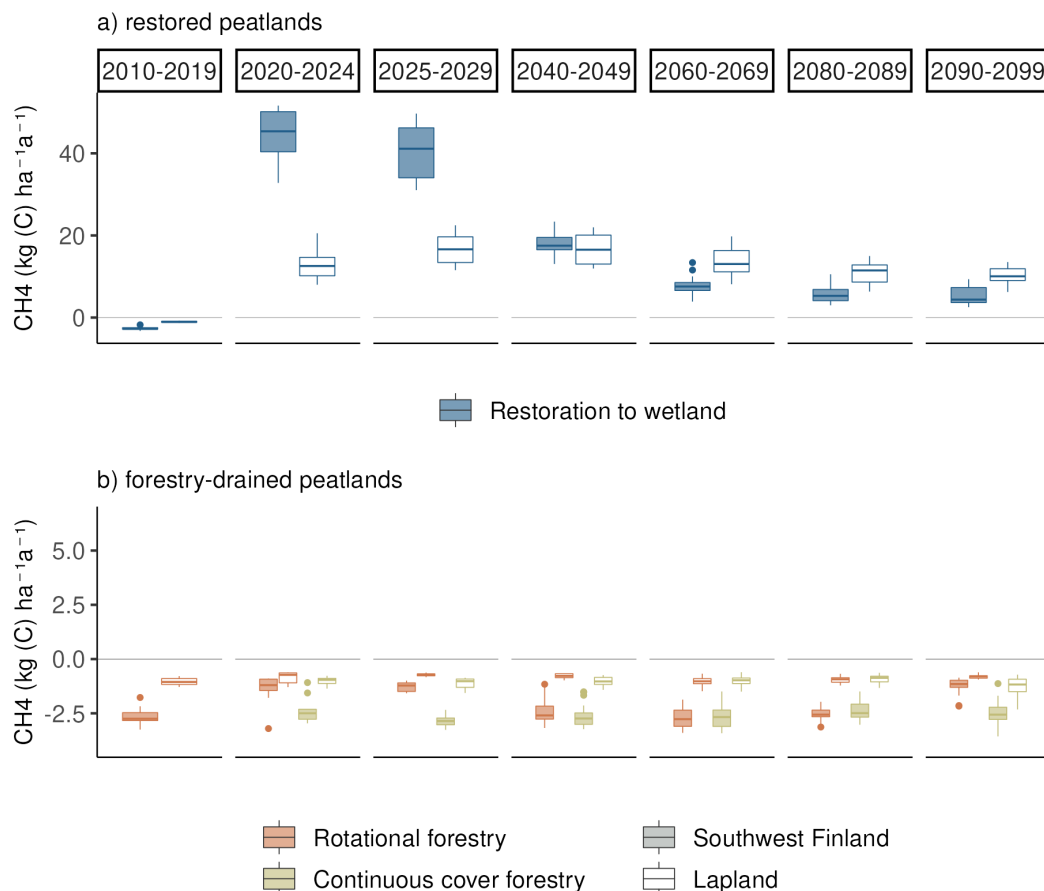 a) restored peatlands
2010-2019 2020-2024 2025-2029 2040-2049 2060-2069 2080-2089 2090-2099
CH4 (kg (C) ha⁻¹a⁻¹)
40
20
0
Restoration to wetland
b) forestry-drained peatlands
CH4 (kg (C) ha⁻¹a⁻¹)
5.0
2.5
0.0
-2.5
Rotational forestry
Southwest Finland
Continuous cover forestry
Lapland